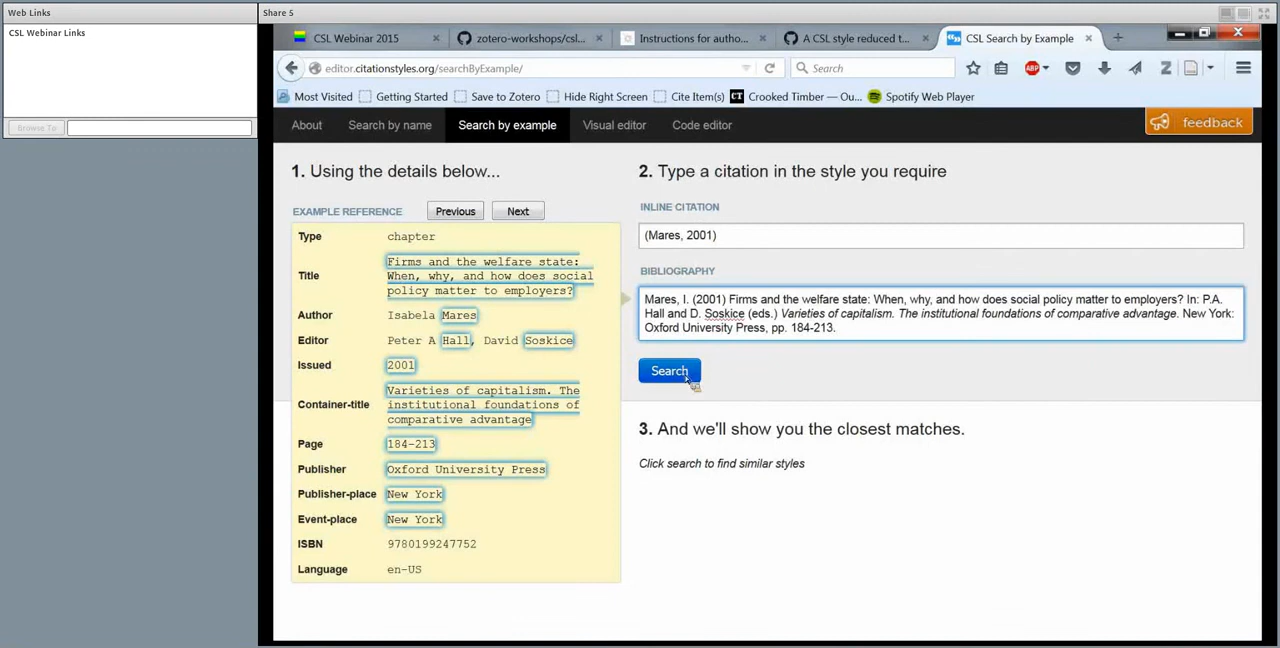 Web Links
CSL Webinar Links
Browse To
Share 5
CSL Webinar 2015
zotero-workshops/csl...
Instructions for autho...
A CSL style reduced t...
CSL Search by Example
editor.citationstyles.org/searchByExample/
Search
ABP
Z
Most Visited
Getting Started
Save to Zotero
Hide Right Screen
Cite Item(s)
CT Crooked Timber — Ou...
Spotify Web Player
About
Search by name
Search by example
Visual editor
Code editor
feedback
1. Using the details below...
EXAMPLE REFERENCE
Previous
Next
Type chapter
Title Firms and the welfare state:
When, why, and how does social
policy matter to employers?
Author Isabela Mares
Editor Peter A Hall, David Soskice
Issued 2001
Container-title Varieties of capitalism. The
institutional foundations of
comparative advantage
Page 184-213
Publisher Oxford University Press
Publisher-place New York
Event-place New York
ISBN 9780199247752
Language en-US
2. Type a citation in the style you require
INLINE CITATION
(Mares, 2001)
BIBLIOGRAPHY
Mares, I. (2001) Firms and the welfare state: When, why, and how does social policy matter to employers? In: P.A.
Hall and D. Soskice (eds.) Varieties of capitalism. The institutional foundations of comparative advantage. New York:
Oxford University Press, pp. 184-213.
Search
3. And we'll show you the closest matches.
Click search to find similar styles